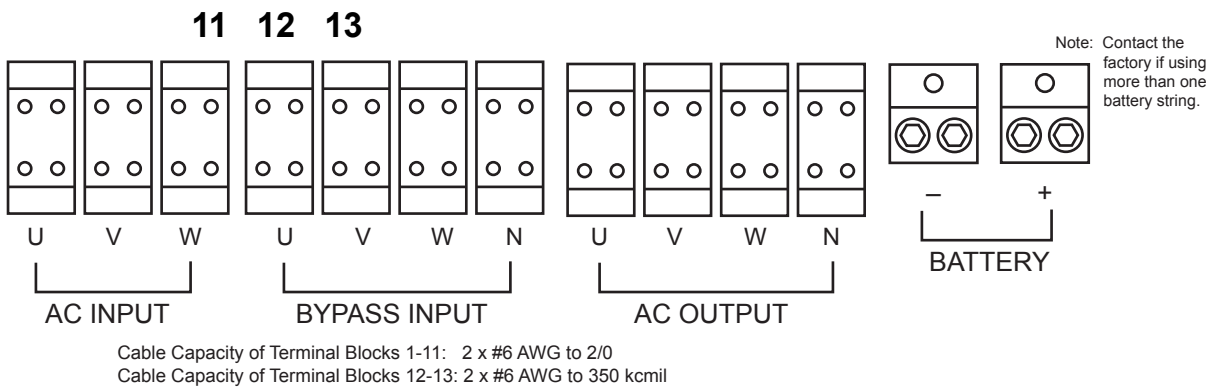 11 12 13
Note: Contact the
factory if using
more than one
battery string.
U V W U V W N U V W N – +
AC INPUT BYPASS INPUT AC OUTPUT BATTERY
Cable Capacity of Terminal Blocks 1-11: 2 x #6 AWG to 2/0
Cable Capacity of Terminal Blocks 12-13: 2 x #6 AWG to 350 kcmil